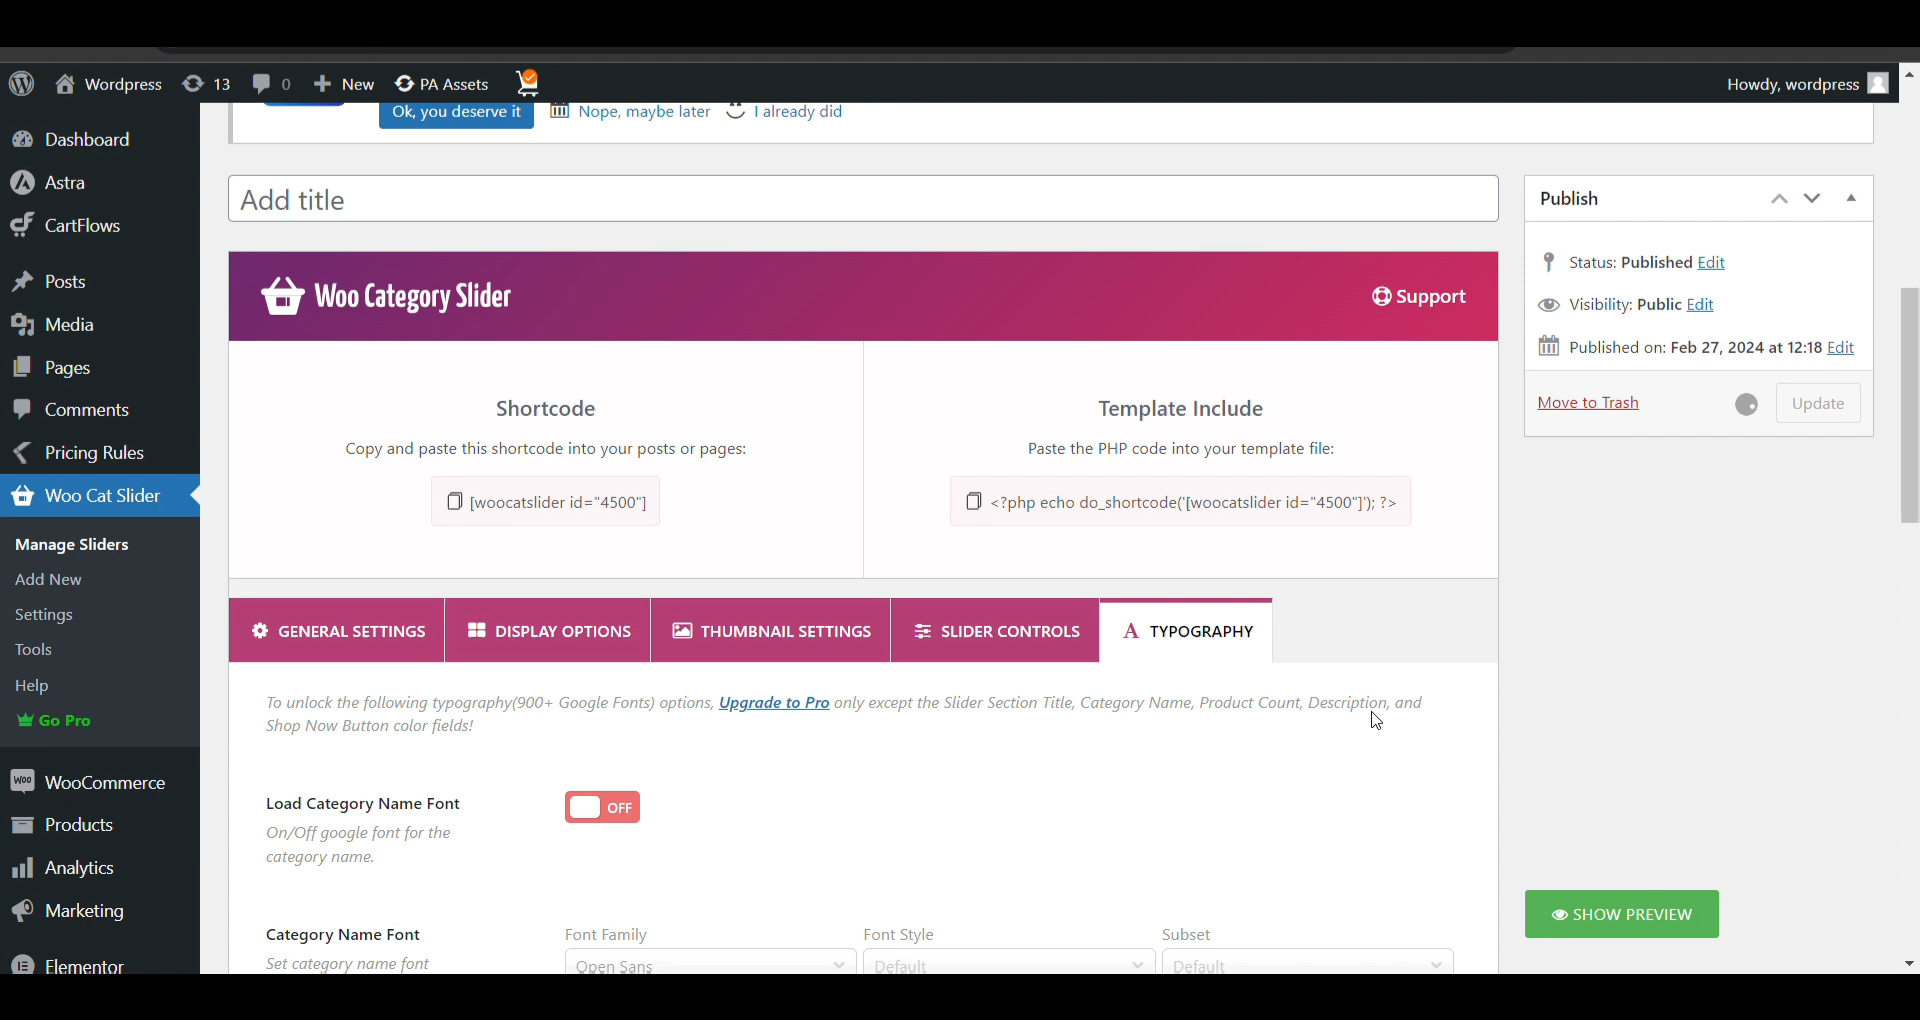 Wordpress 13 0 New PA Assets Howdy, wordpress
Ok, you deserve it Nope, maybe later I already did
Dashboard
Astra
CartFlows
Posts
Media
Pages
Comments
Pricing Rules
Woo Cat Slider
Manage Sliders
Add New
Settings
Tools
Help
Go Pro
Woo WooCommerce
Products
Analytics
Marketing
Elementor
Add title
Woo Category Slider
Support
Shortcode
Copy and paste this shortcode into your posts or pages:
[woocatslider id="4500"]
Template Include
Paste the PHP code into your template file:
<?php echo do_shortcode('[woocatslider id="4500"]'); ?>
GENERAL SETTINGS DISPLAY OPTIONS THUMBNAIL SETTINGS SLIDER CONTROLS A TYPOGRAPHY
To unlock the following typography(900+ Google Fonts) options, Upgrade to Pro only except the Slider Section Title, Category Name, Product Count, Description, and
Shop Now Button color fields!
Load Category Name Font
On/Off google font for the
category name.
OFF
Category Name Font
Set category name font
Font Family
Open Sans
Font Style
Default
Subset
Default
Publish
Status: Published Edit
Visibility: Public Edit
Published on: Feb 27, 2024 at 12:18 Edit
Move to Trash
Update
SHOW PREVIEW